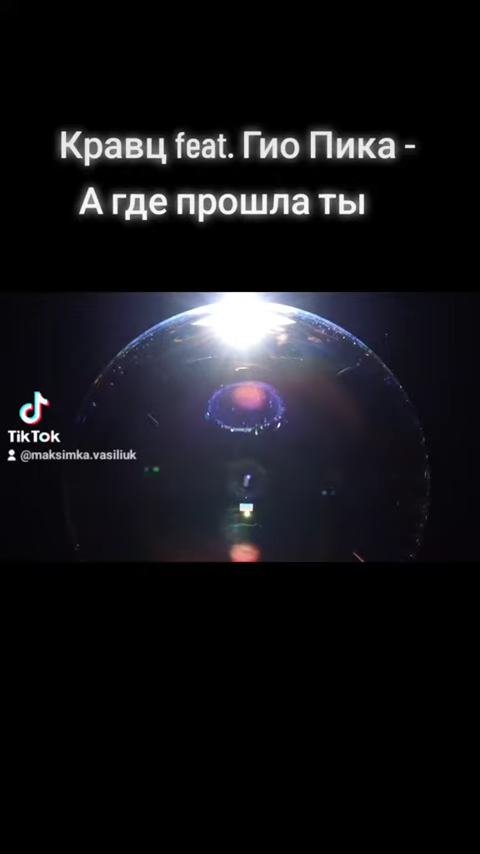 Кравц feat. Гио Пика -
А где прошла ты
TikTok
@maksimka.vasiliuk